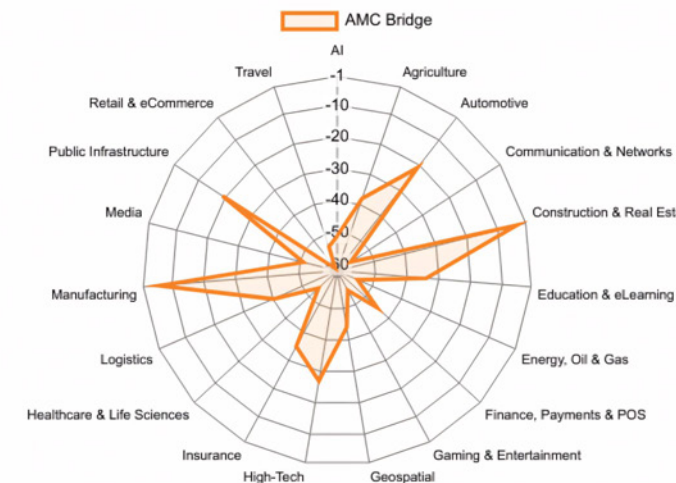 AMC Bridge
AI
Travel
Agriculture
-1
Retail & eCommerce
Automotive
-10
-20
Public Infrastructure
Communication & Networks
-30
-40
Media
Construction & Real Est
-50
60
Manufacturing
Education & eLearning
Logistics
Energy, Oil & Gas
Healthcare & Life Sciences
Finance, Payments & POS
Insurance
Gaming & Entertainment
High-Tech
Geospatial